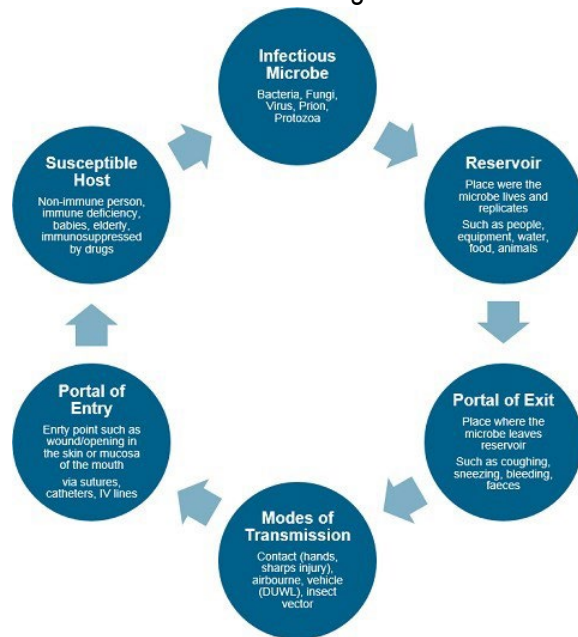 Infectious
Microbe
Bacteria, Fungi,
Virus, Prion,
Protozoa
Reservoir
Place were the
microbe lives and
replicates
Such as people,
equipment, water,
food, animals
Portal of Exit
Place where the
microbe leaves
reservoir
Such as coughing,
sneezing, bleeding,
faeces
Modes of
Transmission
Contact (hands,
sharps injury),
airbourne, vehicle
(DUWL), insect
vector
Portal of
Entry
Enrty point such as
wound/opening in
the skin or mucosa
of the mouth
via sutures,
catheters, IV lines
Susceptible
Host
Non-immune person,
immune deficiency,
babies, elderly,
immunosuppressed
by drugs